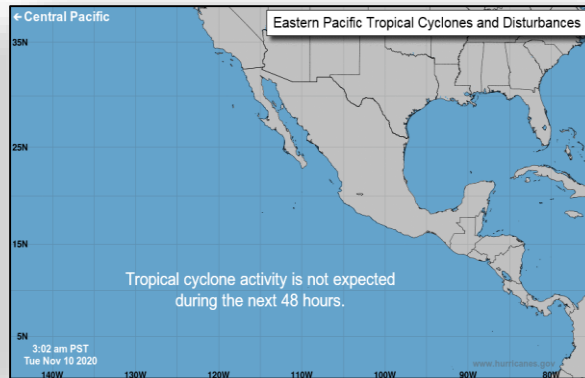 ← Central Pacific
Eastern Pacific Tropical Cyclones and Disturbances
35N
25N
15N
5N
Tropical cyclone activity is not expected
during the next 48 hours.
3:02 am PST
Tue Nov 10 2020
www.hurricanes.gov
140W 130W 120W 110W 100W 90W 80W